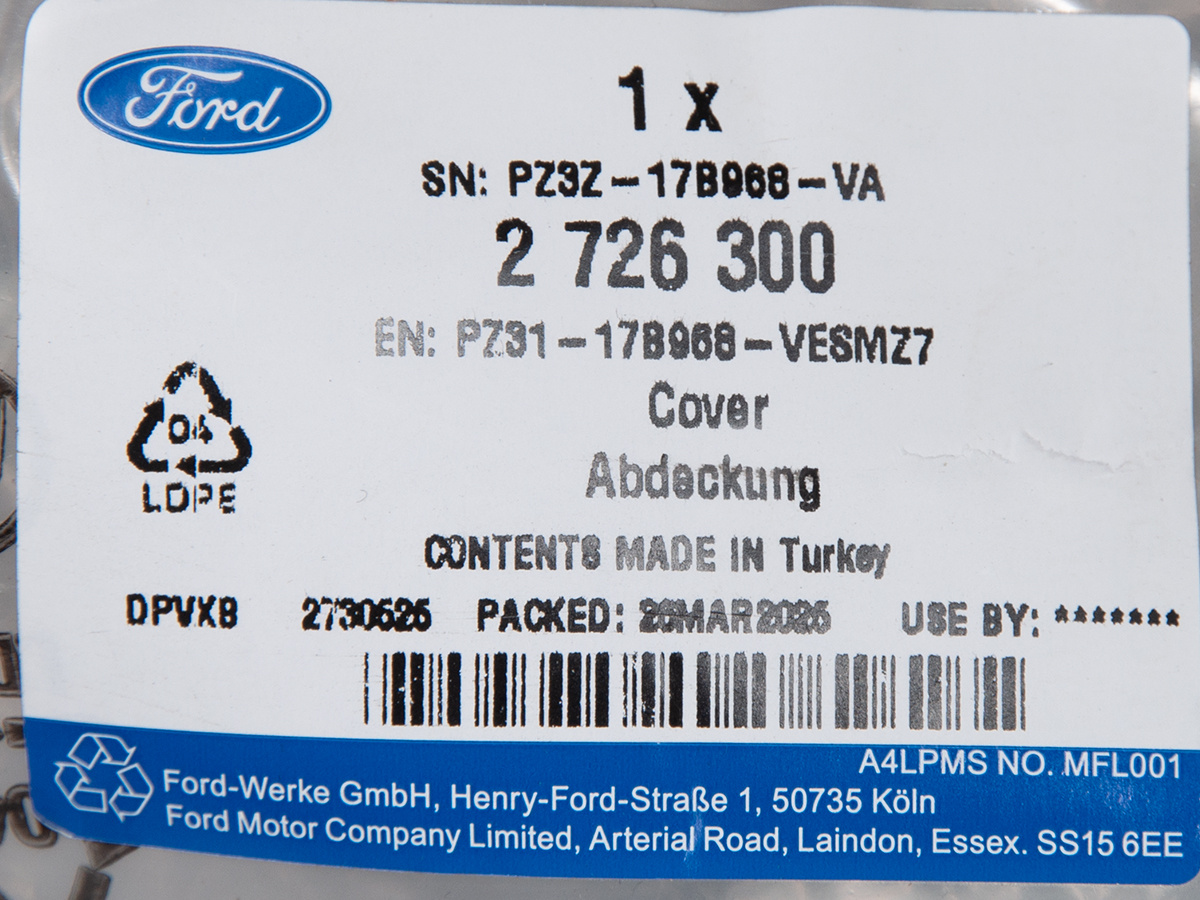 Ford
1 x
SN: PZ3Z-17B968-VA
2 726 300
EN: PZ31-17B968-VESMZ7
Cover
Abdeckung
04
LDPE
CONTENTS MADE IN Turkey
DPVXB 2730525 PACKED: 26MAR2025 USE BY: *******
A4LPMS NO. MFL001
Ford-Werke GmbH, Henry-Ford-Straße 1, 50735 Köln
Ford Motor Company Limited, Arterial Road, Laindon, Essex. SS15 6EE